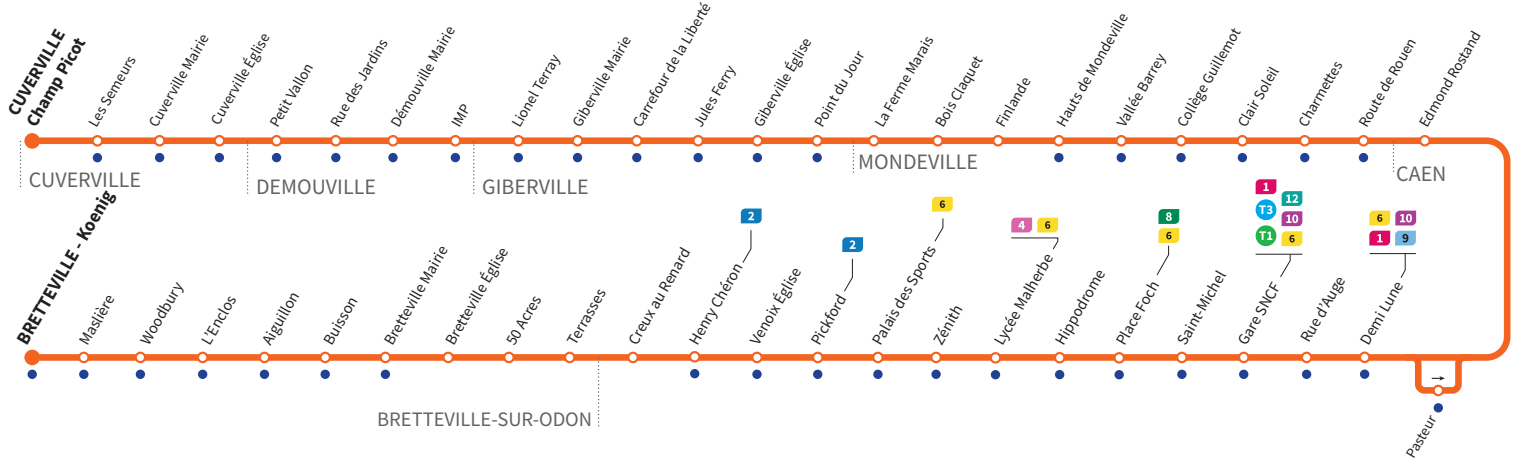 CUVERVILLE
Champ Picot
Les Semeurs
Cuverville Mairie
Cuverville Église
Petit Vallon
Rue des Jardins
Démouville Mairie
IMP
Lionel Terray
Giberville Mairie
Carrefour de la Liberté
Jules Ferry
Giberville Église
Point du Jour
La Ferme Marais
Bois Claquet
Finlande
Hauts de Mondeville
Vallée Barrey
Collège Guillemot
Clair Soleil
Charmettes
Route de Rouen
Edmond Rostand
CUVERVILLE
DEMOUVILLE
GIBERVILLE
MONDEVILLE
CAEN
BRETTEVILLE - Koenig
Maslière
Woodbury
L'Enclos
Aiguillon
Buisson
Bretteville Mairie
Bretteville Église
50 Acres
Terrasses
Creux au Renard
Henry Chéron
2
Venoix Église
Pickford
2
Palais des Sports
6
Zénith
Lycée Malherbe
4 6
Hippodrome
Place Foch
8
6
Saint-Michel
Gare SNCF
1
T3 12
10
T1 6
Rue d'Auge
Demi Lune
6 10
1 9
→
Pasteur
BRETTEVILLE-SUR-ODON